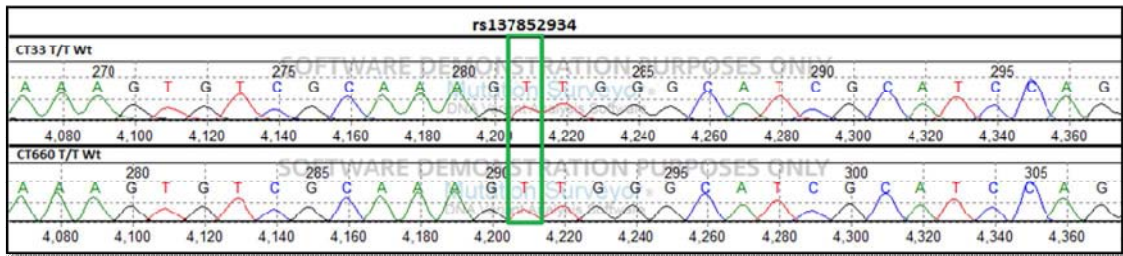 rs137852934
CT33 T/T Wt
SOFTWARE DEMONSTRATION PURPOSES ONLY
Mutation Surveyor
270 275 280 265 290 295
A A A G T G T C G C A A A G T T G G G C A T C G C A T C C A G
4,080 4,100 4,120 4,140 4,160 4,180 4,200 4,220 4,240 4,260 4,280 4,300 4,320 4,340 4,360
CT660 T/T Wt
SOFTWARE DEMONSTRATION PURPOSES ONLY
Mutation Surveyor
280 285 290 295 300 305
A A A G T G T C G C A A A G T T G G G C A T C G C A T C C A G
4,080 4,100 4,120 4,140 4,160 4,180 4,200 4,220 4,240 4,260 4,280 4,300 4,320 4,340 4,360